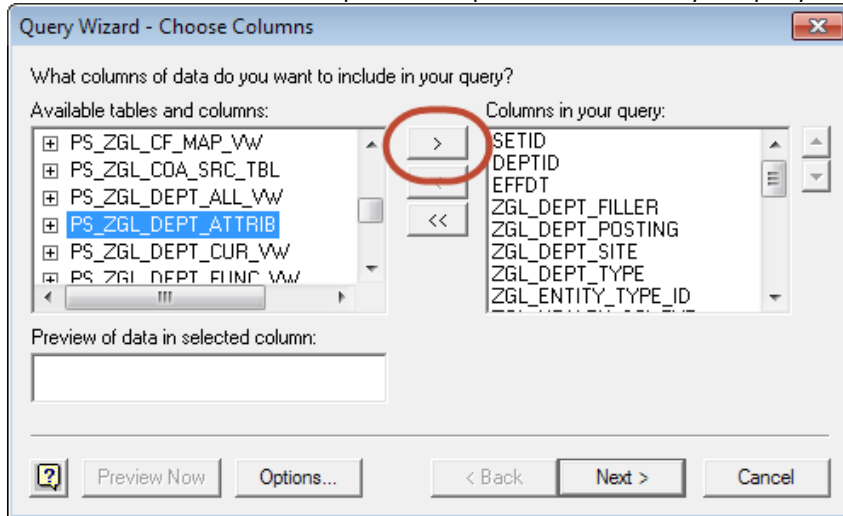 Query Wizard - Choose Columns
What columns of data do you want to include in your query?
Available tables and columns:
Columns in your query:
PS_ZGL_CF_MAP_VW
PS_ZGL_COA_SRC_TBL
PS_ZGL_DEPT_ALL_VW
PS_ZGL_DEPT_ATTRIB
PS_ZGL_DEPT_CUR_VW
PS_ZGL_DEPT_FUNC_VW
>
<
<<
SETID
DEPTID
EFFDT
ZGL_DEPT_FILLER
ZGL_DEPT_POSTING
ZGL_DEPT_SITE
ZGL_DEPT_TYPE
ZGL_ENTITY_TYPE_ID
Preview of data in selected column:
Preview Now
Options...
< Back
Next >
Cancel